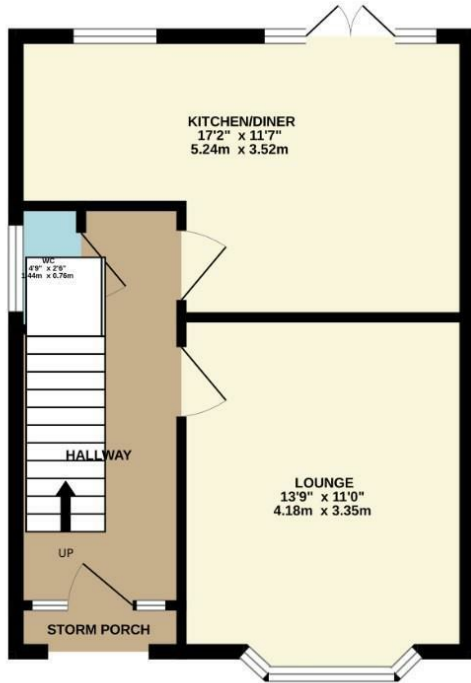 KITCHEN/DINER
17'2" x 11'7"
5.24m x 3.52m
WC
4'9" x 2'6"
1.44m x 0.76m
HALLWAY
LOUNGE
13'9" x 11'0"
4.18m x 3.35m
UP
STORM PORCH